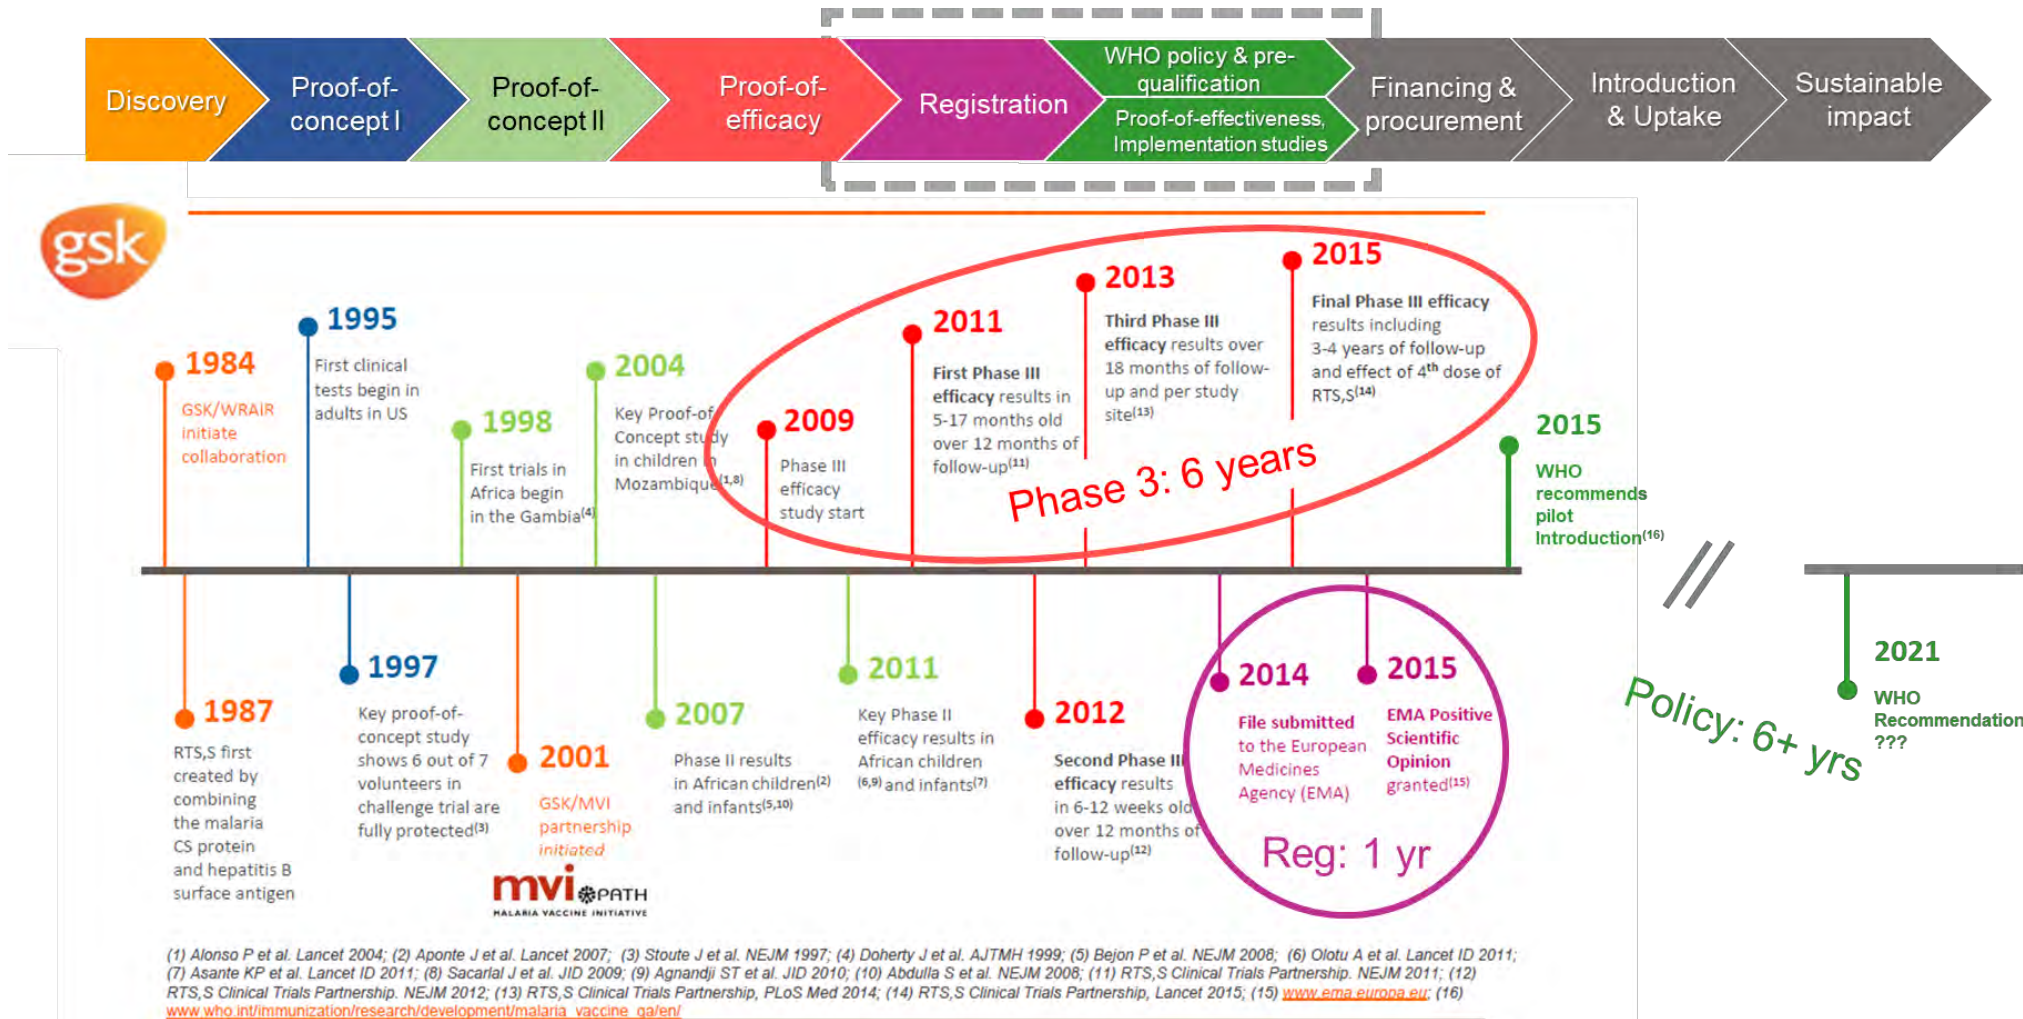 Discovery
Proof-of-
concept I
Proof-of-
concept II
Proof-of-
efficacy
Registration
WHO policy & pre-
qualification
Proof-of-effectiveness,
Implementation studies
Financing &
procurement
Introduction
& Uptake
Sustainable
impact
gsk
1984
GSK/WRAIR
initiate
collaboration
1995
First clinical
tests begin in
adults in US
1998
First trials in
Africa begin
in the Gambia(4)
2004
Key Proof-of
Concept study
in children in
Mozambique(1,8)
2009
Phase III
efficacy
study start
2011
First Phase III
efficacy results in
5-17 months old
over 12 months of
follow-up(11)
2013
Third Phase III
efficacy results over
18 months of follow-
up and per study
site(13)
2015
Final Phase III efficacy
results including
3-4 years of follow-up
and effect of 4th dose of
RTS,S(14)
Phase 3: 6 years
2015
WHO
recommends
pilot
Introduction(16)
1987
RTS,S first
created by
combining
the malaria
CS protein
and hepatitis B
surface antigen
1997
Key proof-of-
concept study
shows 6 out of 7
volunteers in
challenge trial are
fully protected(3)
2001
GSK/MVI
partnership
initiated
mvi PATH
MALARIA VACCINE INITIATIVE
2007
Phase II results
in African children(2)
and infants(5,10)
2011
Key Phase II
efficacy results in
African children
(6,9) and infants(7)
2012
Second Phase III
efficacy results
in 6-12 weeks old
over 12 months of
follow-up(12)
2014
File submitted
to the European
Medicines
Agency (EMA)
2015
EMA Positive
Scientific
Opinion
granted(15)
Reg: 1 yr
Policy: 6+ yrs
2021
WHO
Recommendation
???
(1) Alonso P et al. Lancet 2004; (2) Aponte J et al. Lancet 2007; (3) Stoute J et al. NEJM 1997; (4) Doherty J et al. AJTMH 1999; (5) Bejon P et al. NEJM 2008; (6) Olotu A et al. Lancet ID 2011;
(7) Asante KP et al. Lancet ID 2011; (8) Sacarlal J et al. JID 2009; (9) Agnandji ST et al. JID 2010; (10) Abdulla S et al. NEJM 2008; (11) RTS,S Clinical Trials Partnership. NEJM 2011; (12)
RTS,S Clinical Trials Partnership. NEJM 2012; (13) RTS,S Clinical Trials Partnership, PLoS Med 2014; (14) RTS,S Clinical Trials Partnership, Lancet 2015; (15) www.ema.europa.eu; (16)
www.who.int/immunization/research/development/malaria_vaccine_qa/en/